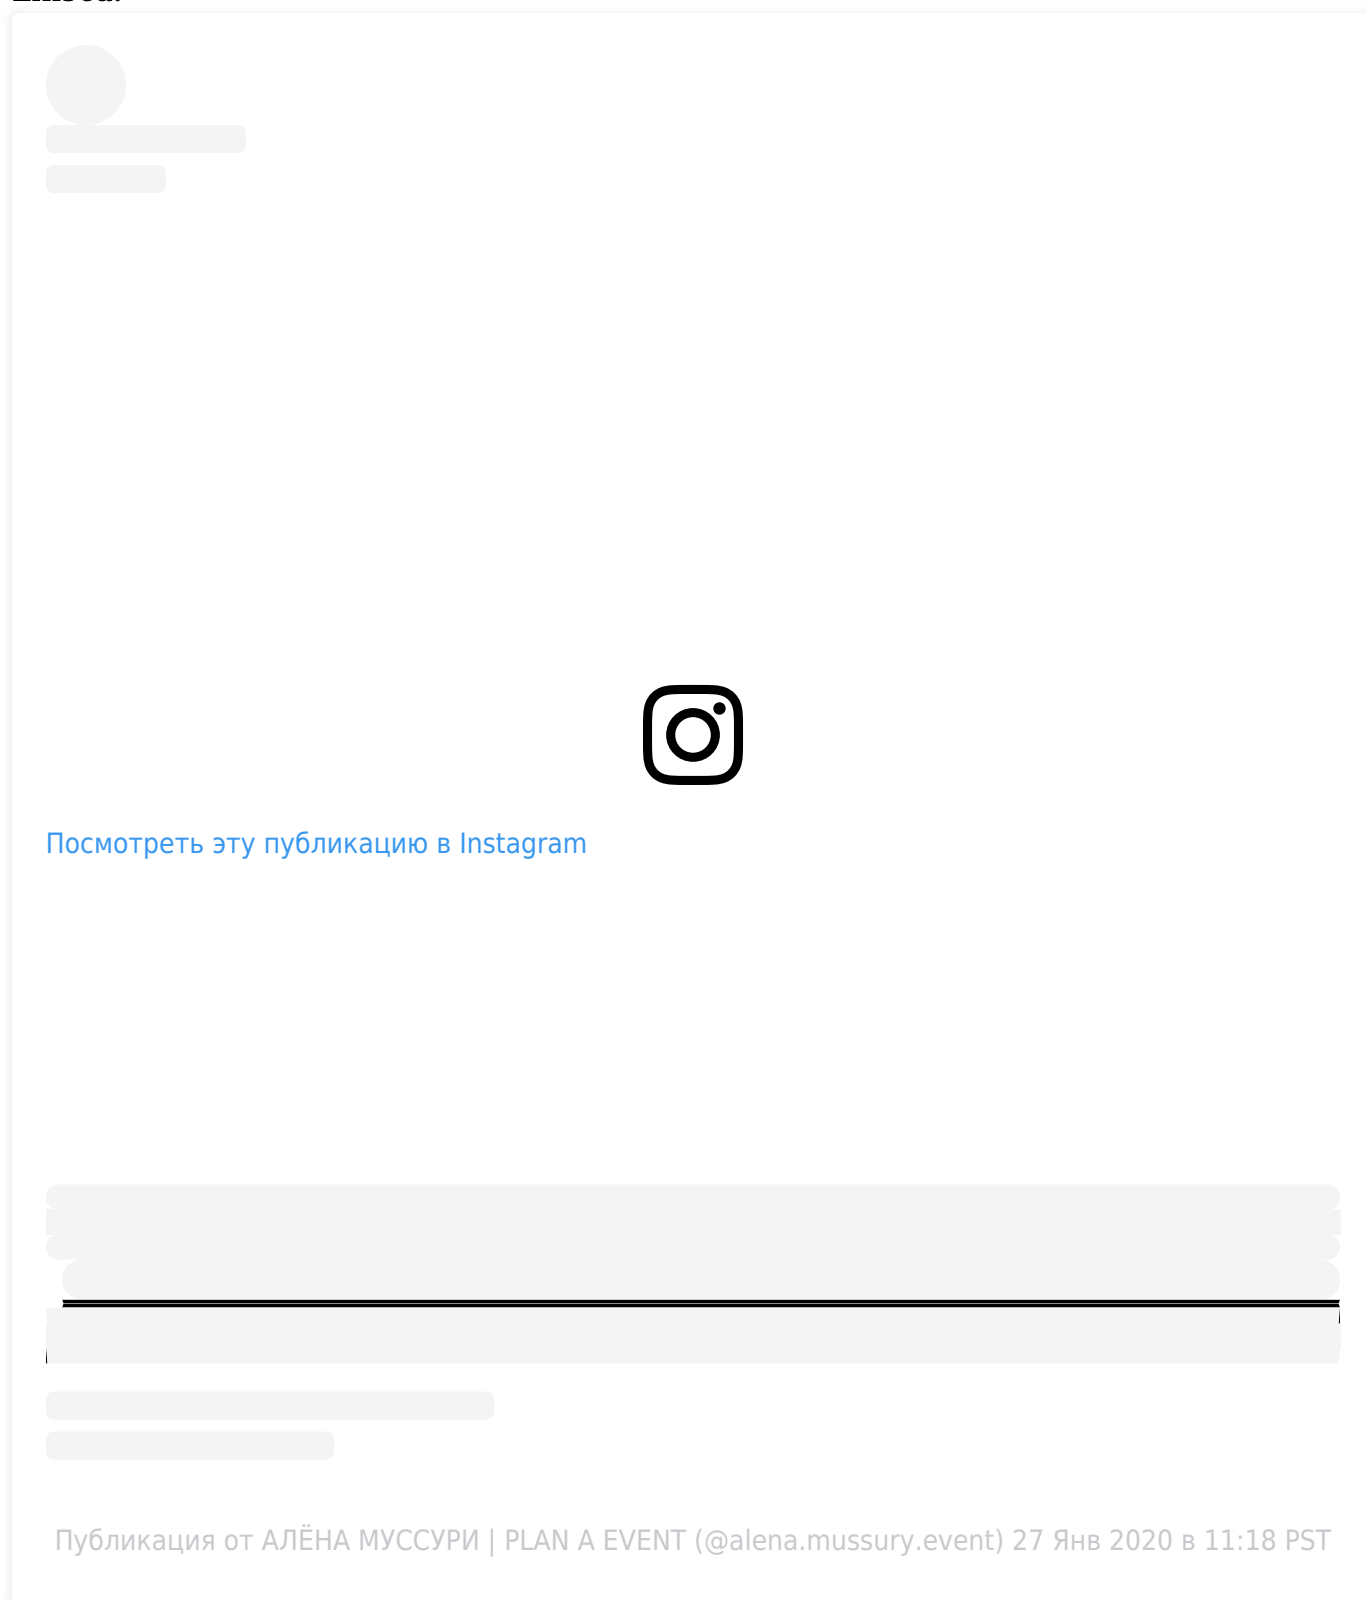 Посмотреть эту публикацию в Instagram
Публикация от АЛЁНА МУССУРИ | PLAN A EVENT (@alena.mussury.event) 27 Янв 2020 в 11:18 PST